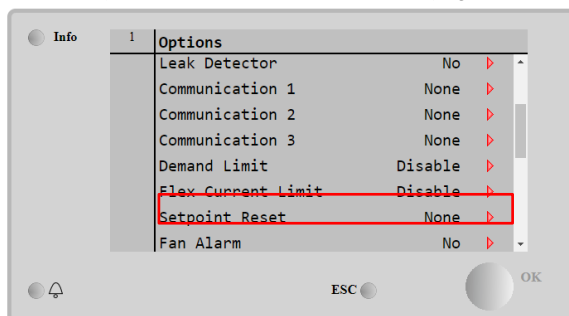 Info
1 Options
Leak Detector No
Communication 1 None
Communication 2 None
Communication 3 None
Demand Limit Disable
Flex Current Limit Disable
Setpoint Reset None
Fan Alarm No
ESC
OK